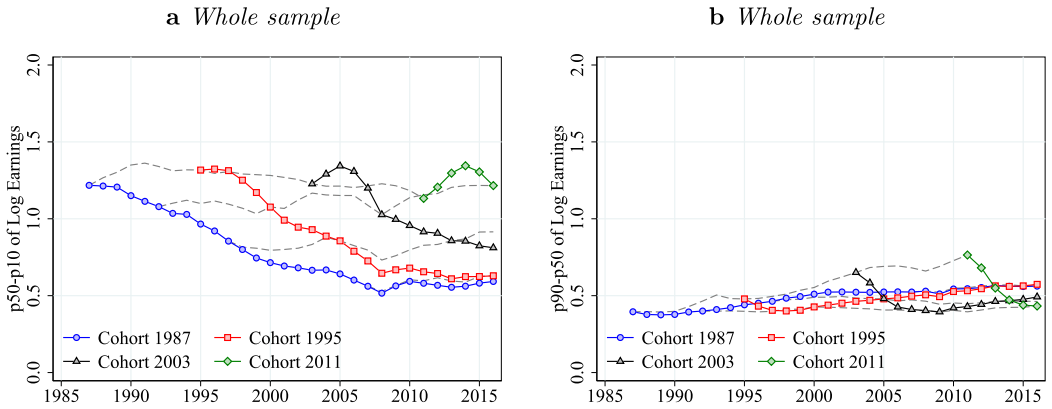 a Whole sample
b Whole sample
p50-p10 of Log Earnings
2.0
1.5
1.0
0.5
0.0
Cohort 1987
Cohort 1995
Cohort 2003
Cohort 2011
1985 1990 1995 2000 2005 2010 2015
p90-p50 of Log Earnings
2.0
1.5
1.0
0.5
0.0
Cohort 1987
Cohort 1995
Cohort 2003
Cohort 2011
1985 1990 1995 2000 2005 2010 2015